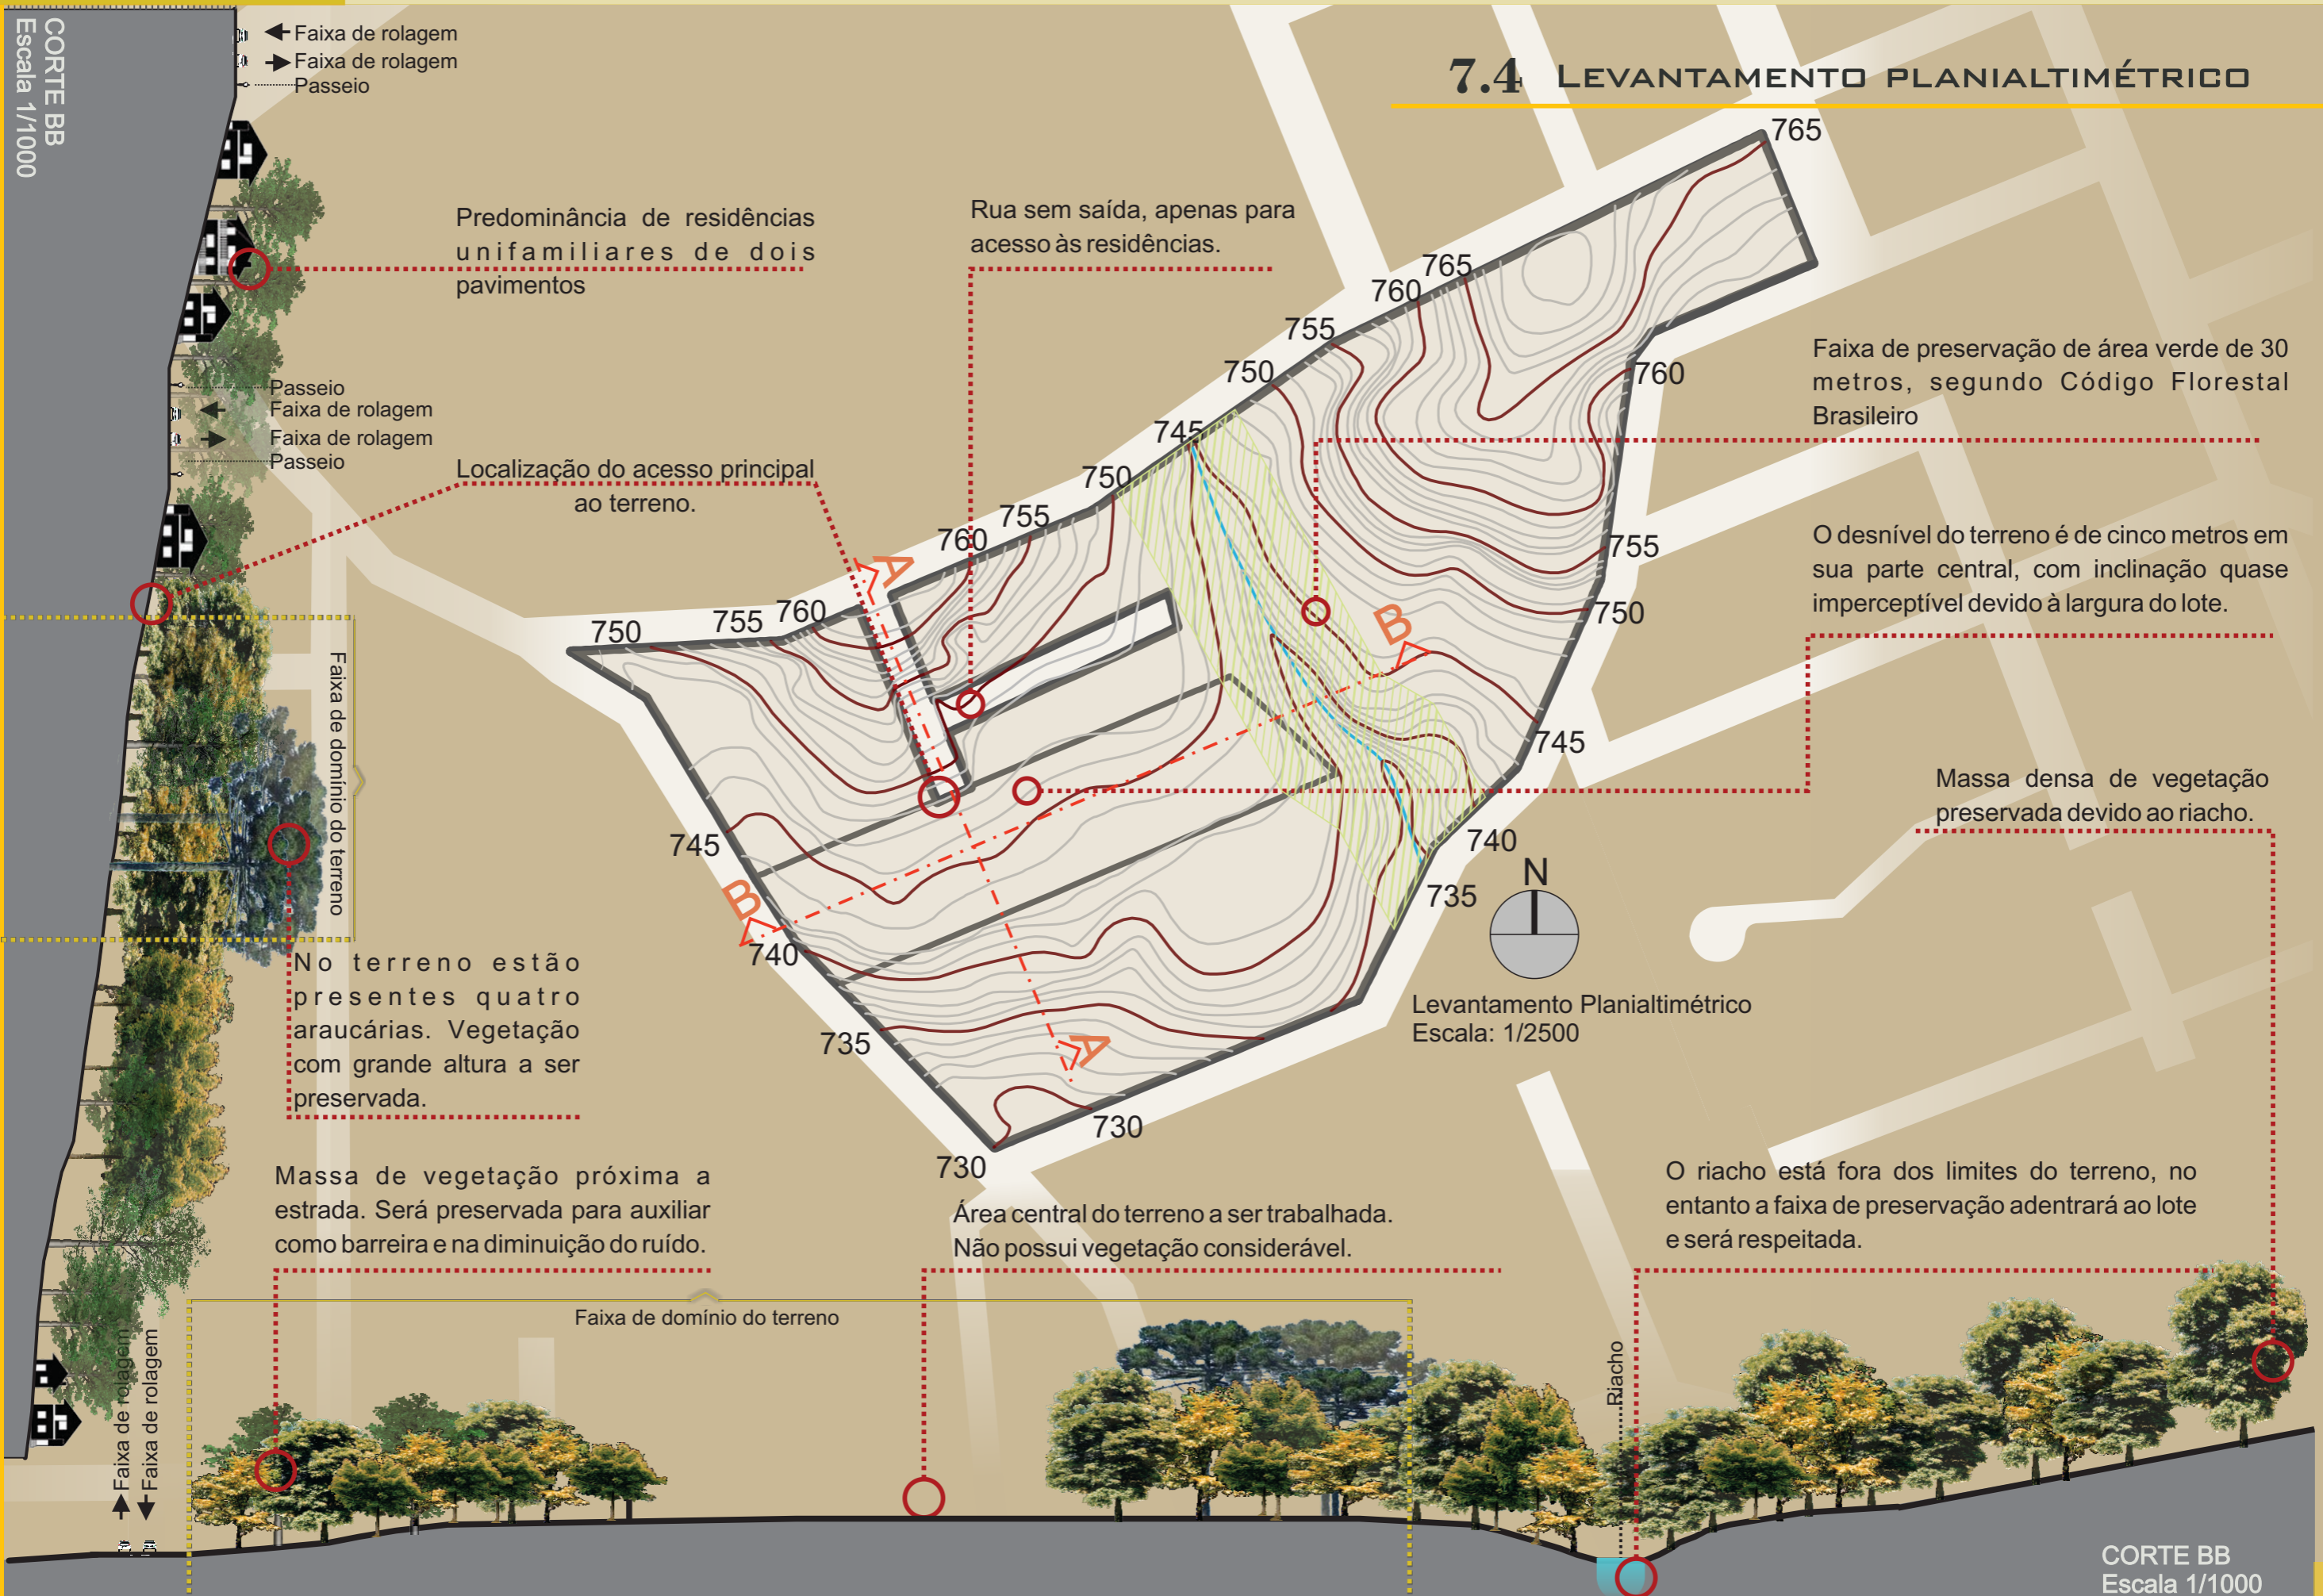 7.4 LEVANTAMENTO PLANIALTIMÉTRICO
CORTE BB
Escala 1/1000
Faixa de rolagem
Faixa de rolagem
Passeio
Predominância de residências
unifamiliares de dois
pavimentos
Rua sem saída, apenas para
acesso às residências.
Passeio
Faixa de rolagem
Faixa de rolagem
Passeio
Localização do acesso principal
ao terreno.
Faixa de preservação de área verde de 30
metros, segundo Código Florestal
Brasileiro
O desnível do terreno é de cinco metros em
sua parte central, com inclinação quase
imperceptível devido à largura do lote.
Massa densa de vegetação
preservada devido ao riacho.
765
765
760
755
750
745
750
755
760
760
755
750
760
755
750
745
740
735
745
740
735
730
730
A
A
B
B
N
Levantamento Planialtimétrico
Escala: 1/2500
Faixa de domínio do terreno
No terreno estão
presentes quatro
araucárias. Vegetação
com grande altura a ser
preservada.
Massa de vegetação próxima a
estrada. Será preservada para auxiliar
como barreira e na diminuição do ruído.
Área central do terreno a ser trabalhada.
Não possui vegetação considerável.
O riacho está fora dos limites do terreno, no
entanto a faixa de preservação adentrará ao lote
e será respeitada.
Faixa de domínio do terreno
Faixa de rolagem
Faixa de rolagem
Riacho
CORTE BB
Escala 1/1000